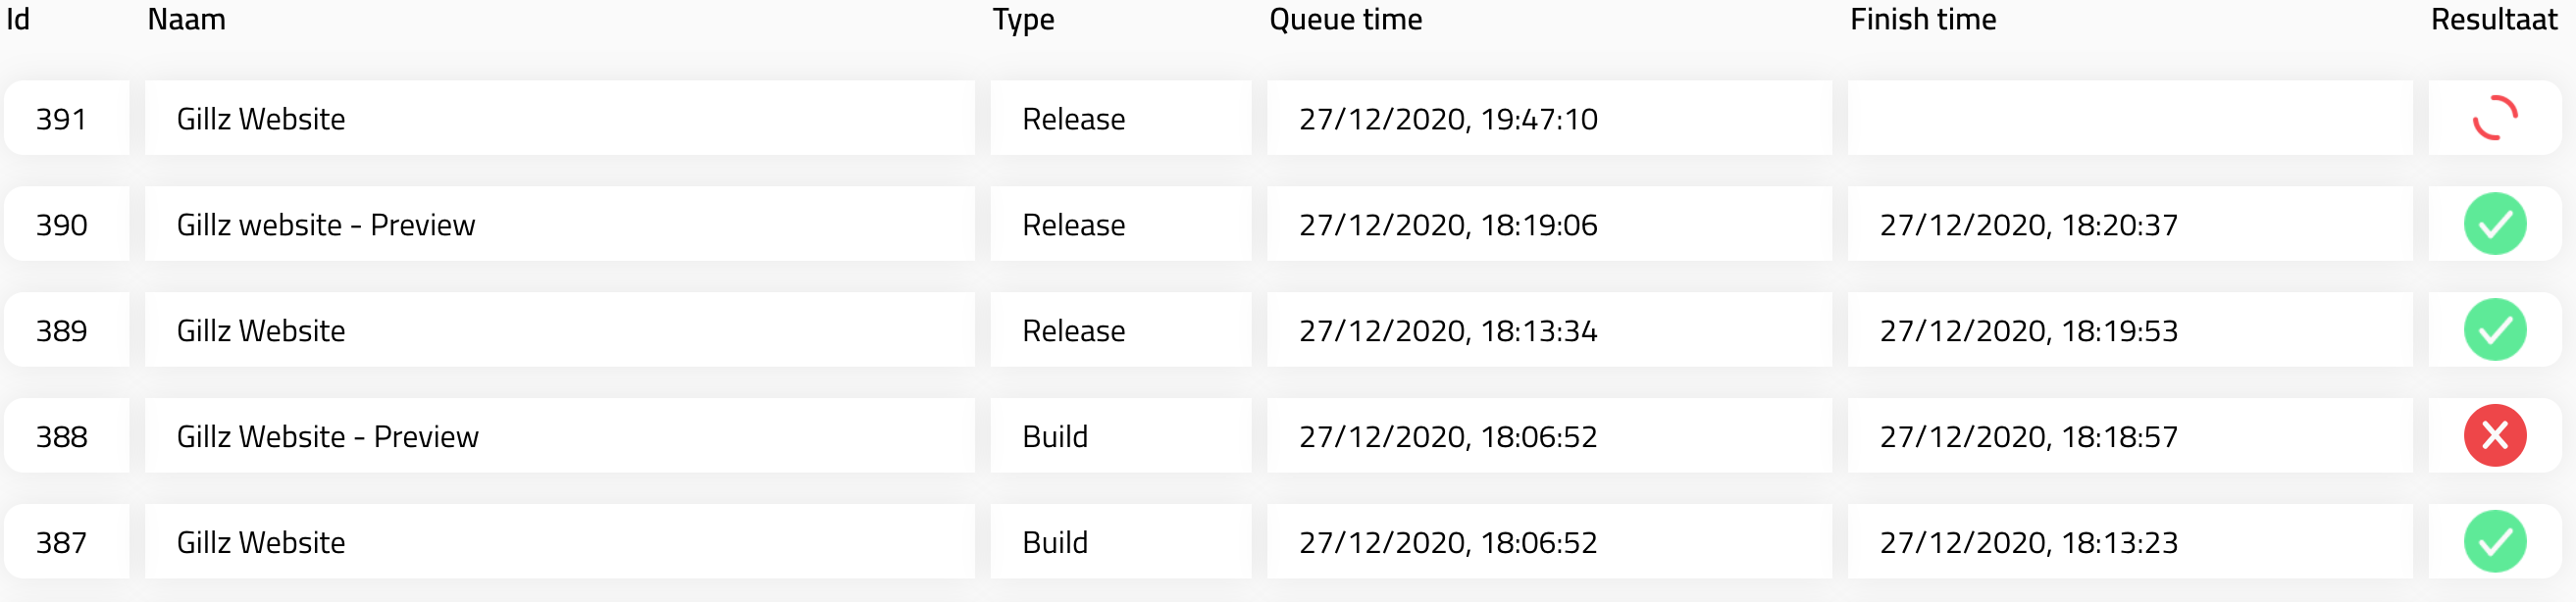 Id Naam Type Queue time Finish time Resultaat
391 Gillz Website Release 27/12/2020, 19:47:10
390 Gillz website - Preview Release 27/12/2020, 18:19:06 27/12/2020, 18:20:37
389 Gillz Website Release 27/12/2020, 18:13:34 27/12/2020, 18:19:53
388 Gillz Website - Preview Build 27/12/2020, 18:06:52 27/12/2020, 18:18:57
387 Gillz Website Build 27/12/2020, 18:06:52 27/12/2020, 18:13:23